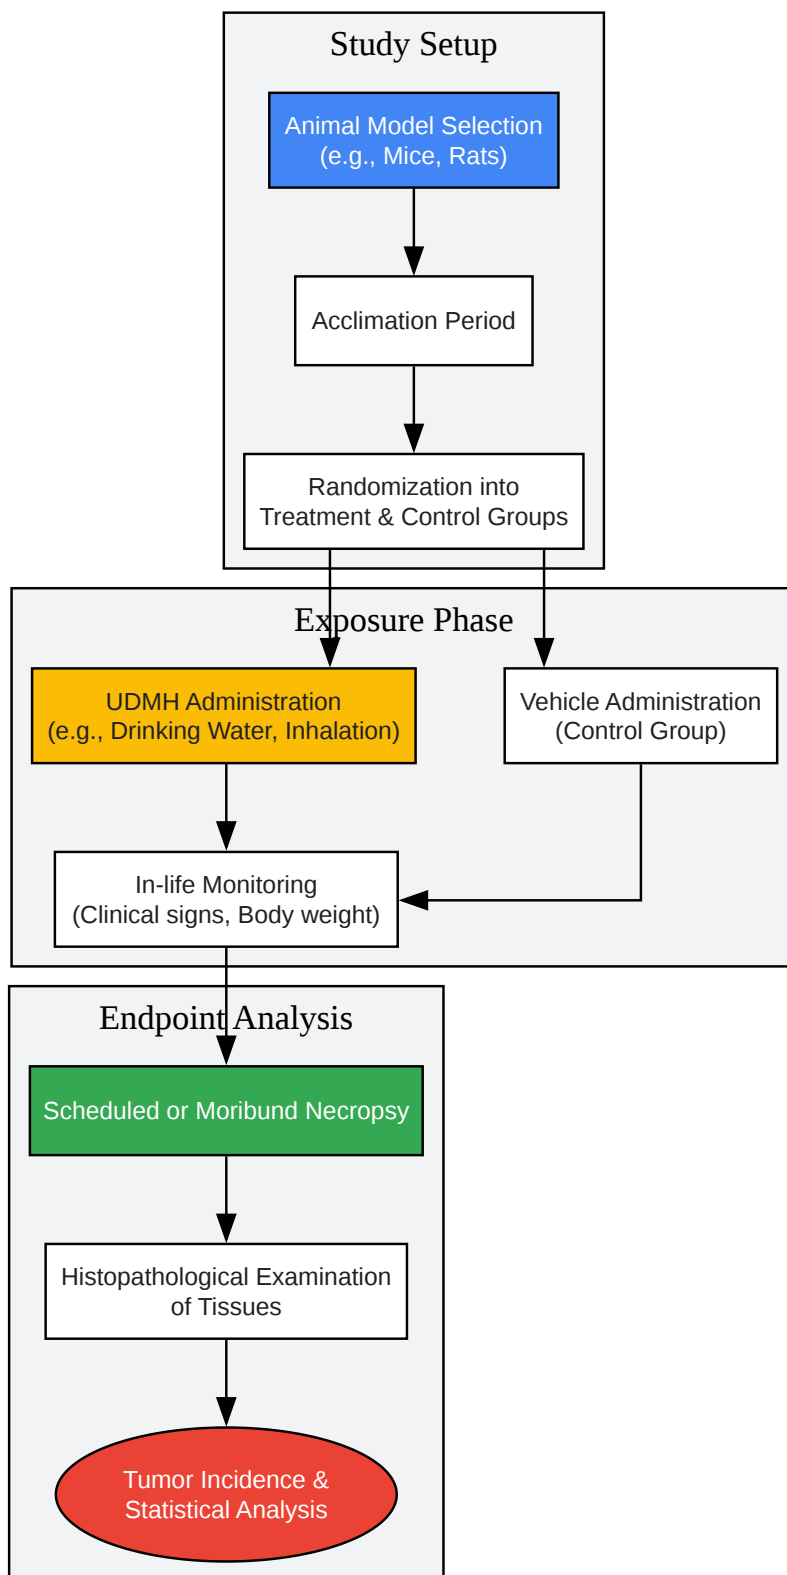 Study Setup
Animal Model Selection
(e.g., Mice, Rats)
Acclimation Period
Randomization into
Treatment & Control Groups
Exposure Phase
UDMH Administration
(e.g., Drinking Water, Inhalation)
Vehicle Administration
(Control Group)
In-life Monitoring
(Clinical signs, Body weight)
Endpoint Analysis
Scheduled or Moribund Necropsy
Histopathological Examination
of Tissues
Tumor Incidence &
Statistical Analysis